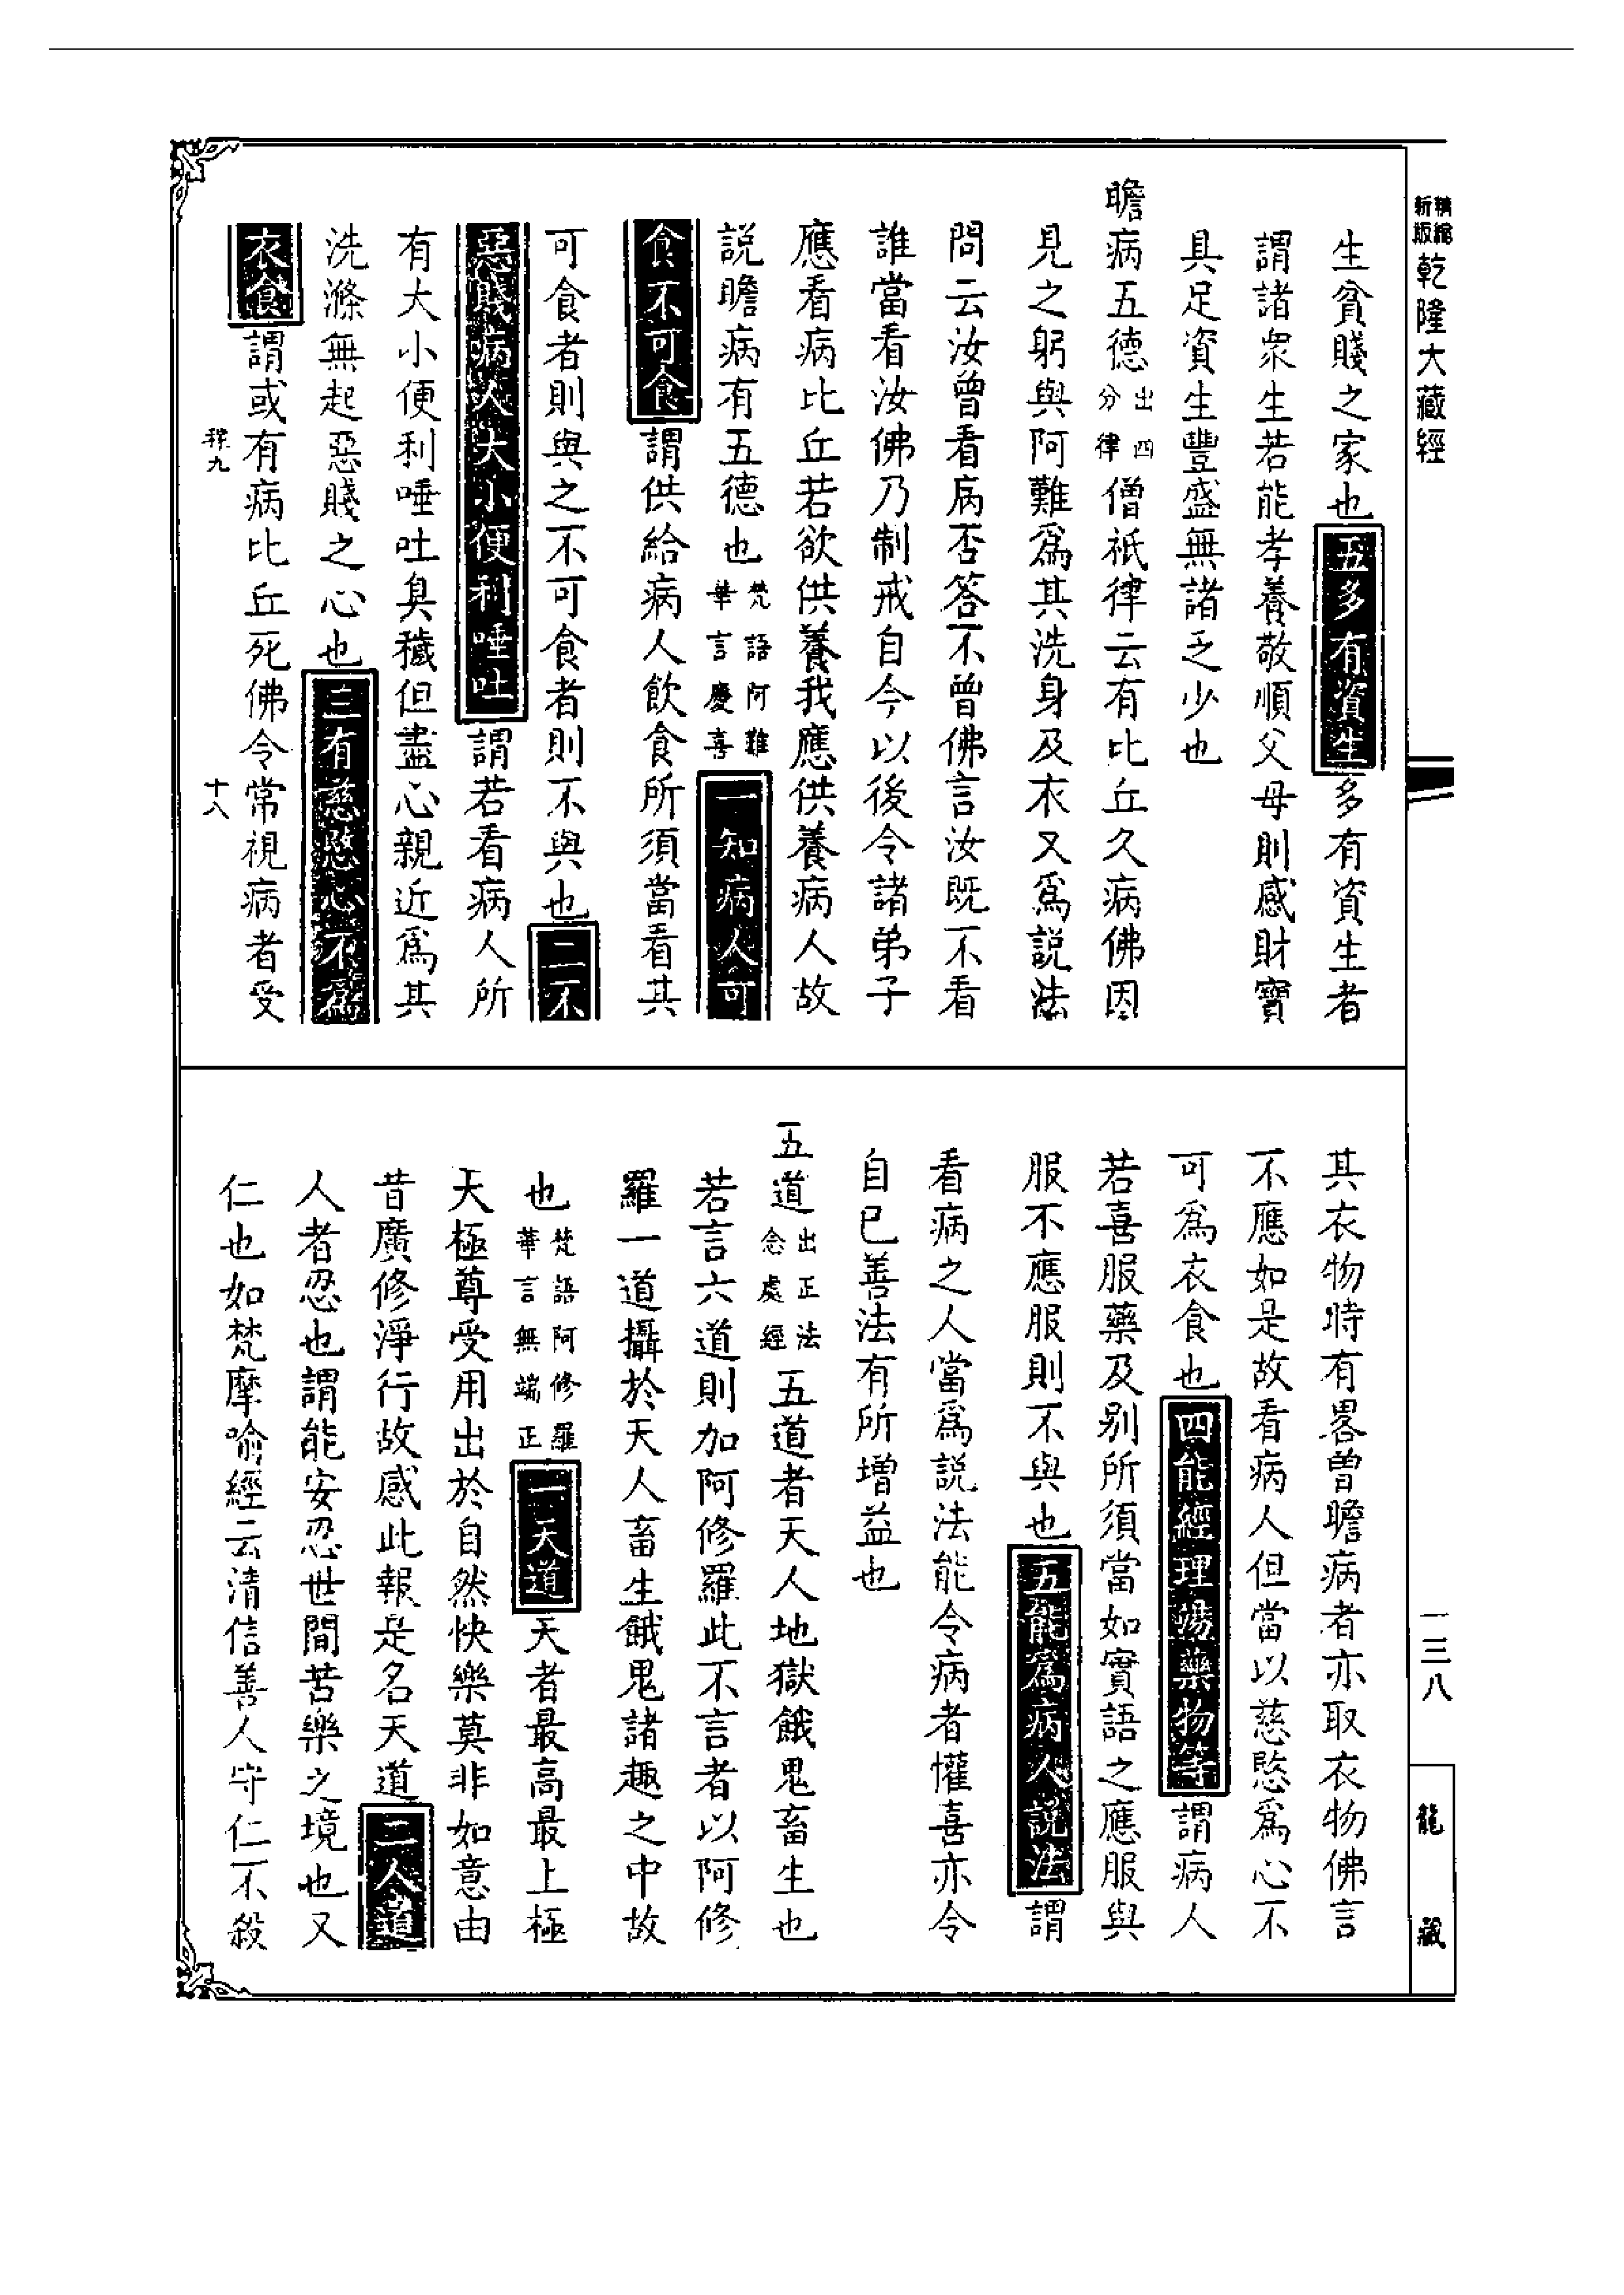 精縮
新版
乾隆大藏經
生貧賤之家也五多有資生多有資生者
謂諸眾生若能孝養敬順父母則感財寶
具足資生豐盛無諸乏少也
瞻病五德出四分律僧祇律云有比丘久病佛因
見之躬與阿難爲其洗身及衣又爲説法
問云汝曾看病否答不曾佛言汝既不看
誰當看汝佛乃制戒自今以後令諸弟子
應看病比丘若欲供養我應供養病人故
説瞻病有五德也梵語阿難華言慶喜一知病人可
食不可食謂供給病人飲食所須當看其
可食者則與之不可食者則不與也二不
惡賤病人大小便利唾吐謂若看病人所
有大小便利唾吐臭穢但盡心親近爲其
洗滌無起惡賤之心也三有慈愍心不爲
衣食謂或有病比丘死佛令常視病者受
十八
其衣物時有畧曾瞻病者亦取衣物佛言
不應如是故看病人但當以慈愍爲心不
可爲衣食也四能經理湯藥物等謂病人
若喜服藥及别所須當如實語之應服與
服不應服則不與也五能爲病人説法謂
看病之人當爲説法能令病者懽喜亦令
自已善法有所增益也
五道出正法念處經五道者天人地獄餓鬼畜生也
若言六道則加阿修羅此不言者以阿修
羅一道攝於天人畜生餓鬼諸趣之中故
也梵語阿修羅華言無端正一天道天者最高最上極
天極尊受用出於自然快樂莫非如意由
昔廣修淨行故感此報是名天道二人道
人者忍也謂能安忍世間苦樂之境也又
仁也如梵摩喻經云清信善人守仁不殺
一三八
龍藏